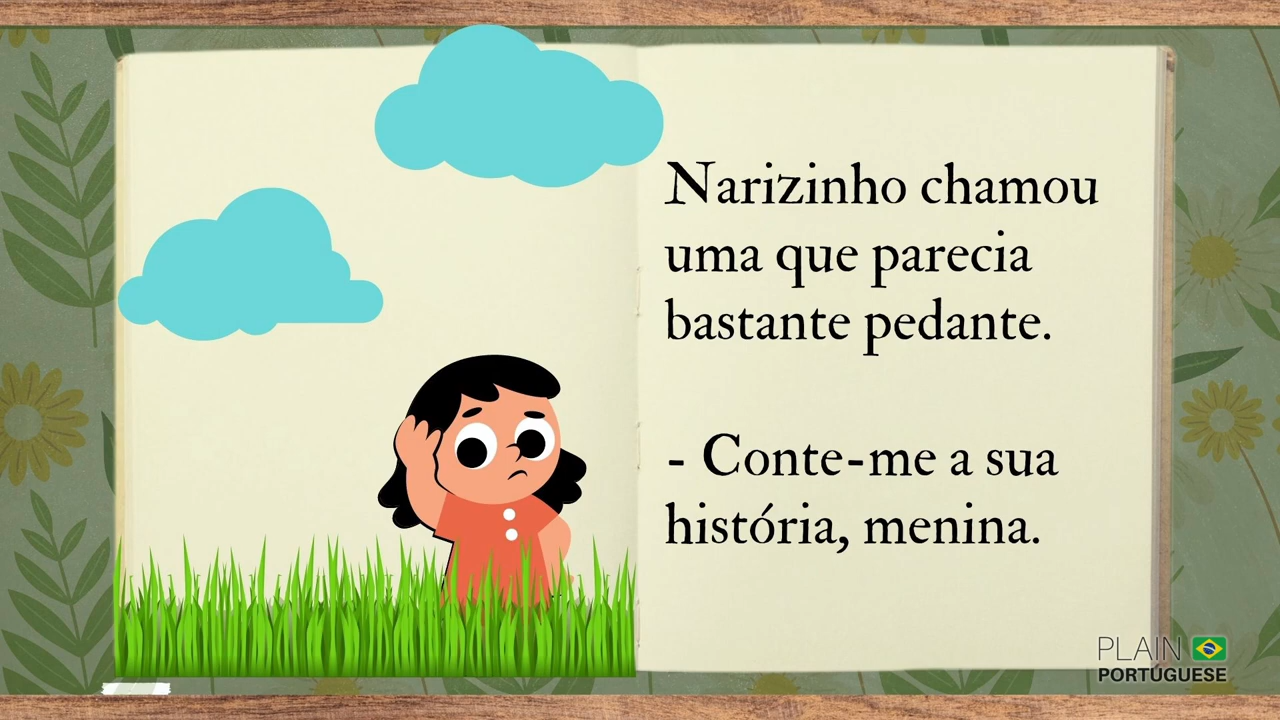 Narizinho chamou
uma que parecia
bastante pedante.
- Conte-me a sua
história, menina.
PLAIN
PORTUGUESE